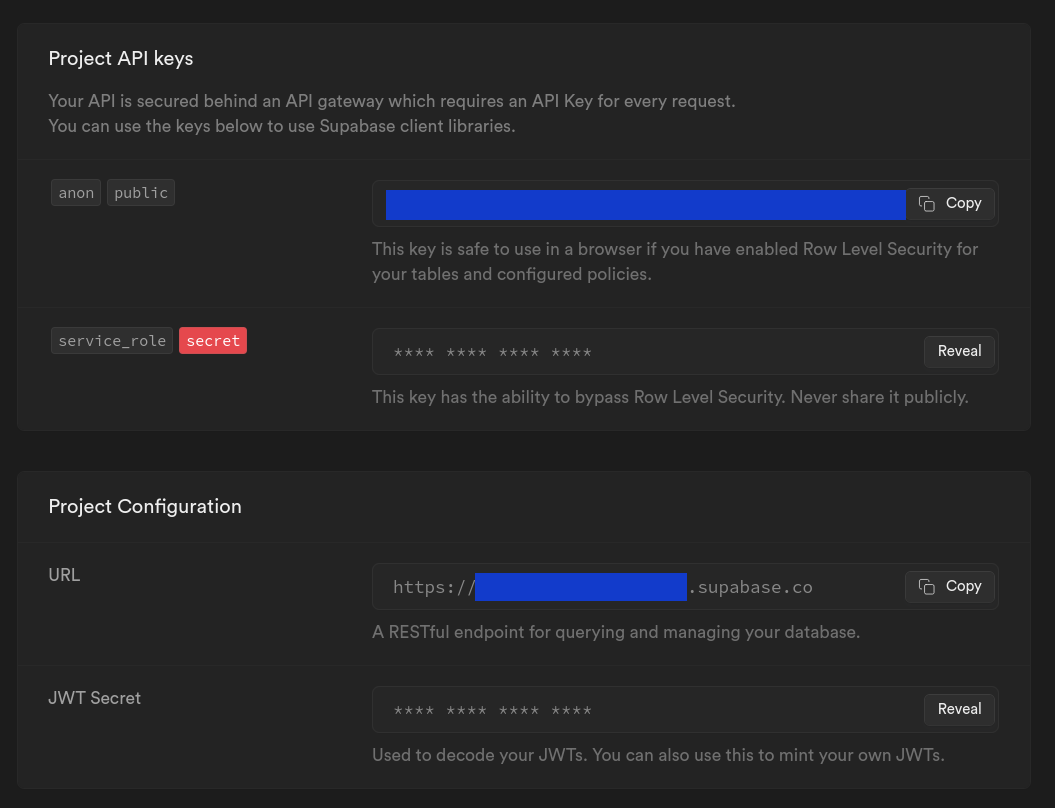 Project API keys
Your API is secured behind an API gateway which requires an API Key for every request.
You can use the keys below to use Supabase client libraries.
anon public
Copy
This key is safe to use in a browser if you have enabled Row Level Security for
your tables and configured policies.
service_role secret
**** **** **** ****
Reveal
This key has the ability to bypass Row Level Security. Never share it publicly.
Project Configuration
URL
https://
.supabase.co
Copy
A RESTful endpoint for querying and managing your database.
JWT Secret
**** **** **** ****
Reveal
Used to decode your JWTs. You can also use this to mint your own JWTs.